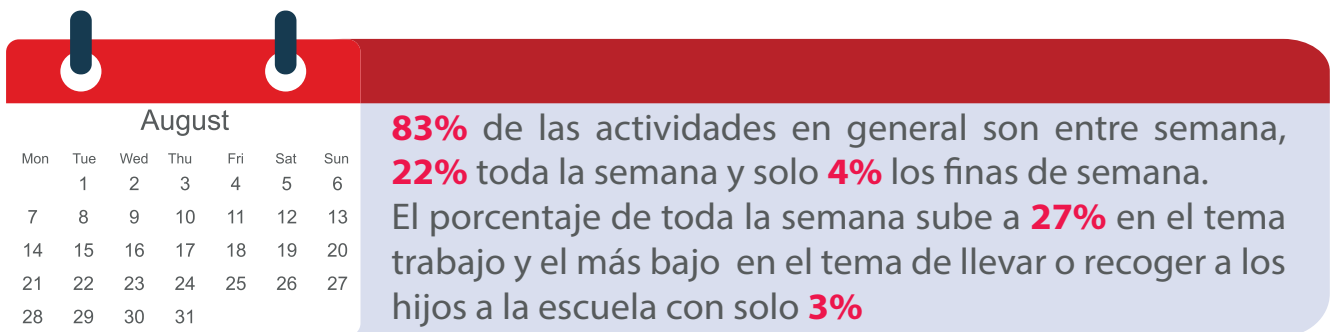 August
Mon Tue Wed Thu Fri Sat Sun
1 2 3 4 5 6
7 8 9 10 11 12 13
14 15 16 17 18 19 20
21 22 23 24 25 26 27
28 29 30 31
83% de las actividades en general son entre semana,
22% toda la semana y solo 4% los finas de semana.
El porcentaje de toda la semana sube a 27% en el tema
trabajo y el más bajo en el tema de llevar o recoger a los
hijos a la escuela con solo 3%